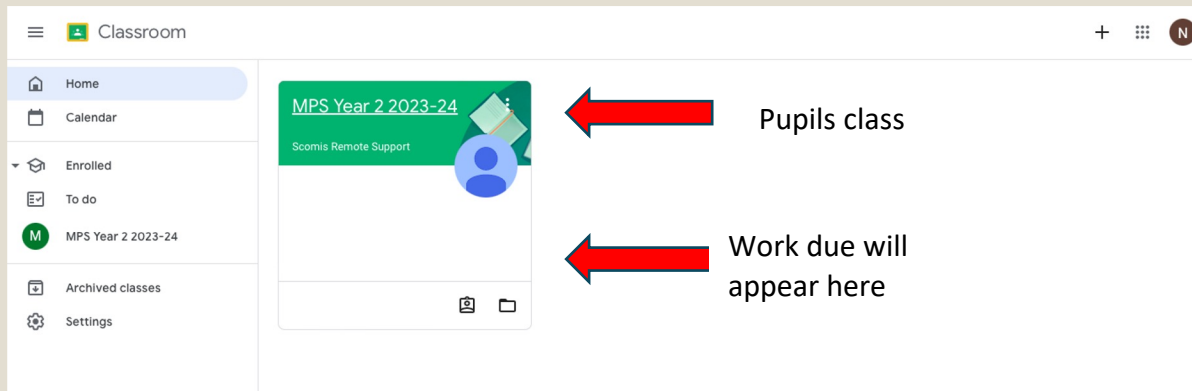 Classroom
N
Home
Calendar
Enrolled
To do
M
MPS Year 2 2023-24
Archived classes
Settings
MPS Year 2 2023-24
Scomis Remote Support
Pupils class
Work due will
appear here